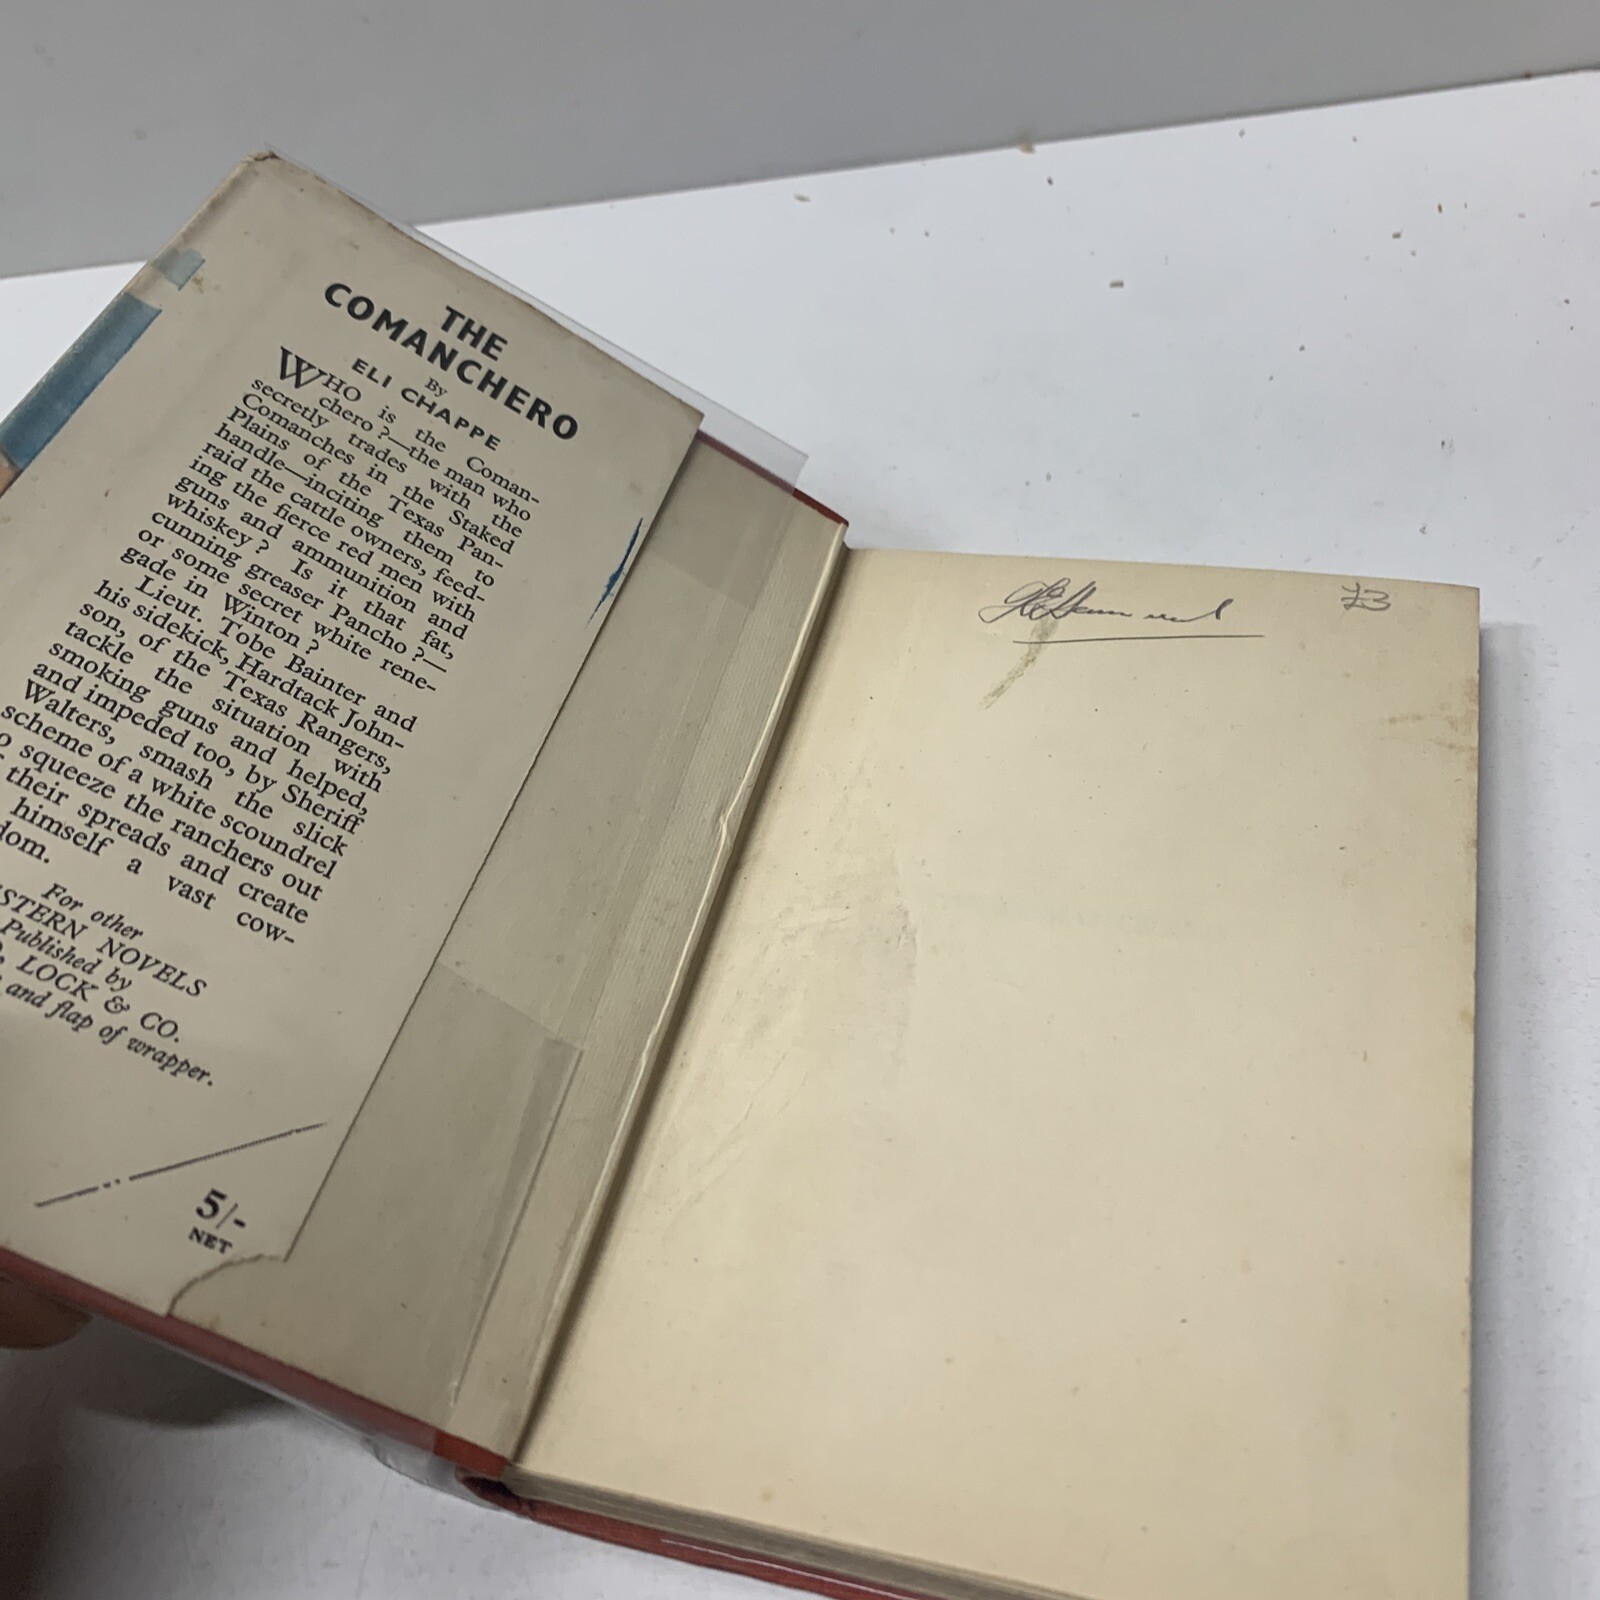 THE
COMANCHERO
By
ELI CHAPPE
WHO is the Coman-
chero?—the man who
secretly trades with the
Comanches in the Staked
Plains of the Texas Pan-
handle—inciting them to
raid the cattle owners, feed-
ing the fierce red men with
guns and ammunition and
whiskey? Is it that fat,
cunning greaser Pancho?—
or some secret white rene-
gade in Winton?
Lieut. Tobe Bainter and
his sidekick, Hardtack John-
son, of the Texas Rangers,
tackle the situation with
smoking guns and helped,
and impeded too, by Sheriff
Walters, smash the slick
scheme of a white scoundrel
squeeze the ranchers out
their spreads and create
himself a vast cow-
dom.
For other
STERN NOVELS
Published by
LOCK & CO.
and flap of wrapper.
5/-
NET
£3